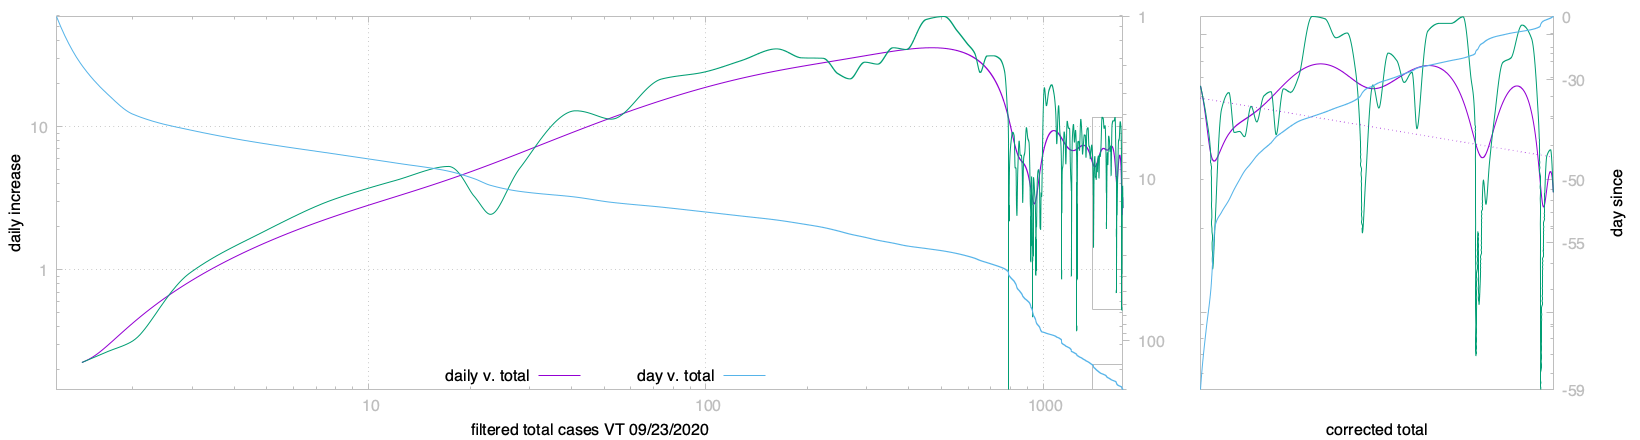 1
0
10
-30
daily increase
10
-50
day since
1
-55
100
daily v. total
day v. total
-59
10
100
1000
filtered total cases VT 09/23/2020
corrected total